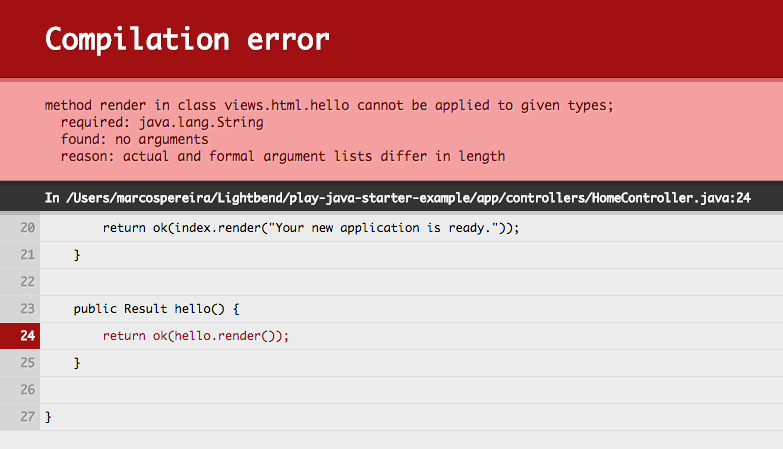 Compilation error
method render in class views.html.hello cannot be applied to given types;
  required: java.lang.String
  found: no arguments
  reason: actual and formal argument lists differ in length
In /Users/marcospereira/Lightbend/play-java-starter-example/app/controllers/HomeController.java:24
20        return ok(index.render("Your new application is ready."));
21    }
22
23    public Result hello() {
24        return ok(hello.render());
25    }
26
27 }